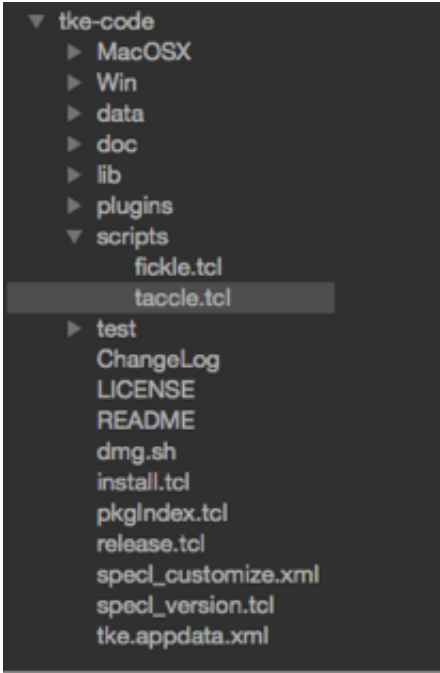 tke-code
MacOSX
Win
data
doc
lib
plugins
scripts
fickle.tcl
taccle.tcl
test
ChangeLog
LICENSE
README
dmg.sh
install.tcl
pkgIndex.tcl
release.tcl
specl_customize.xml
specl_version.tcl
tke.appdata.xml